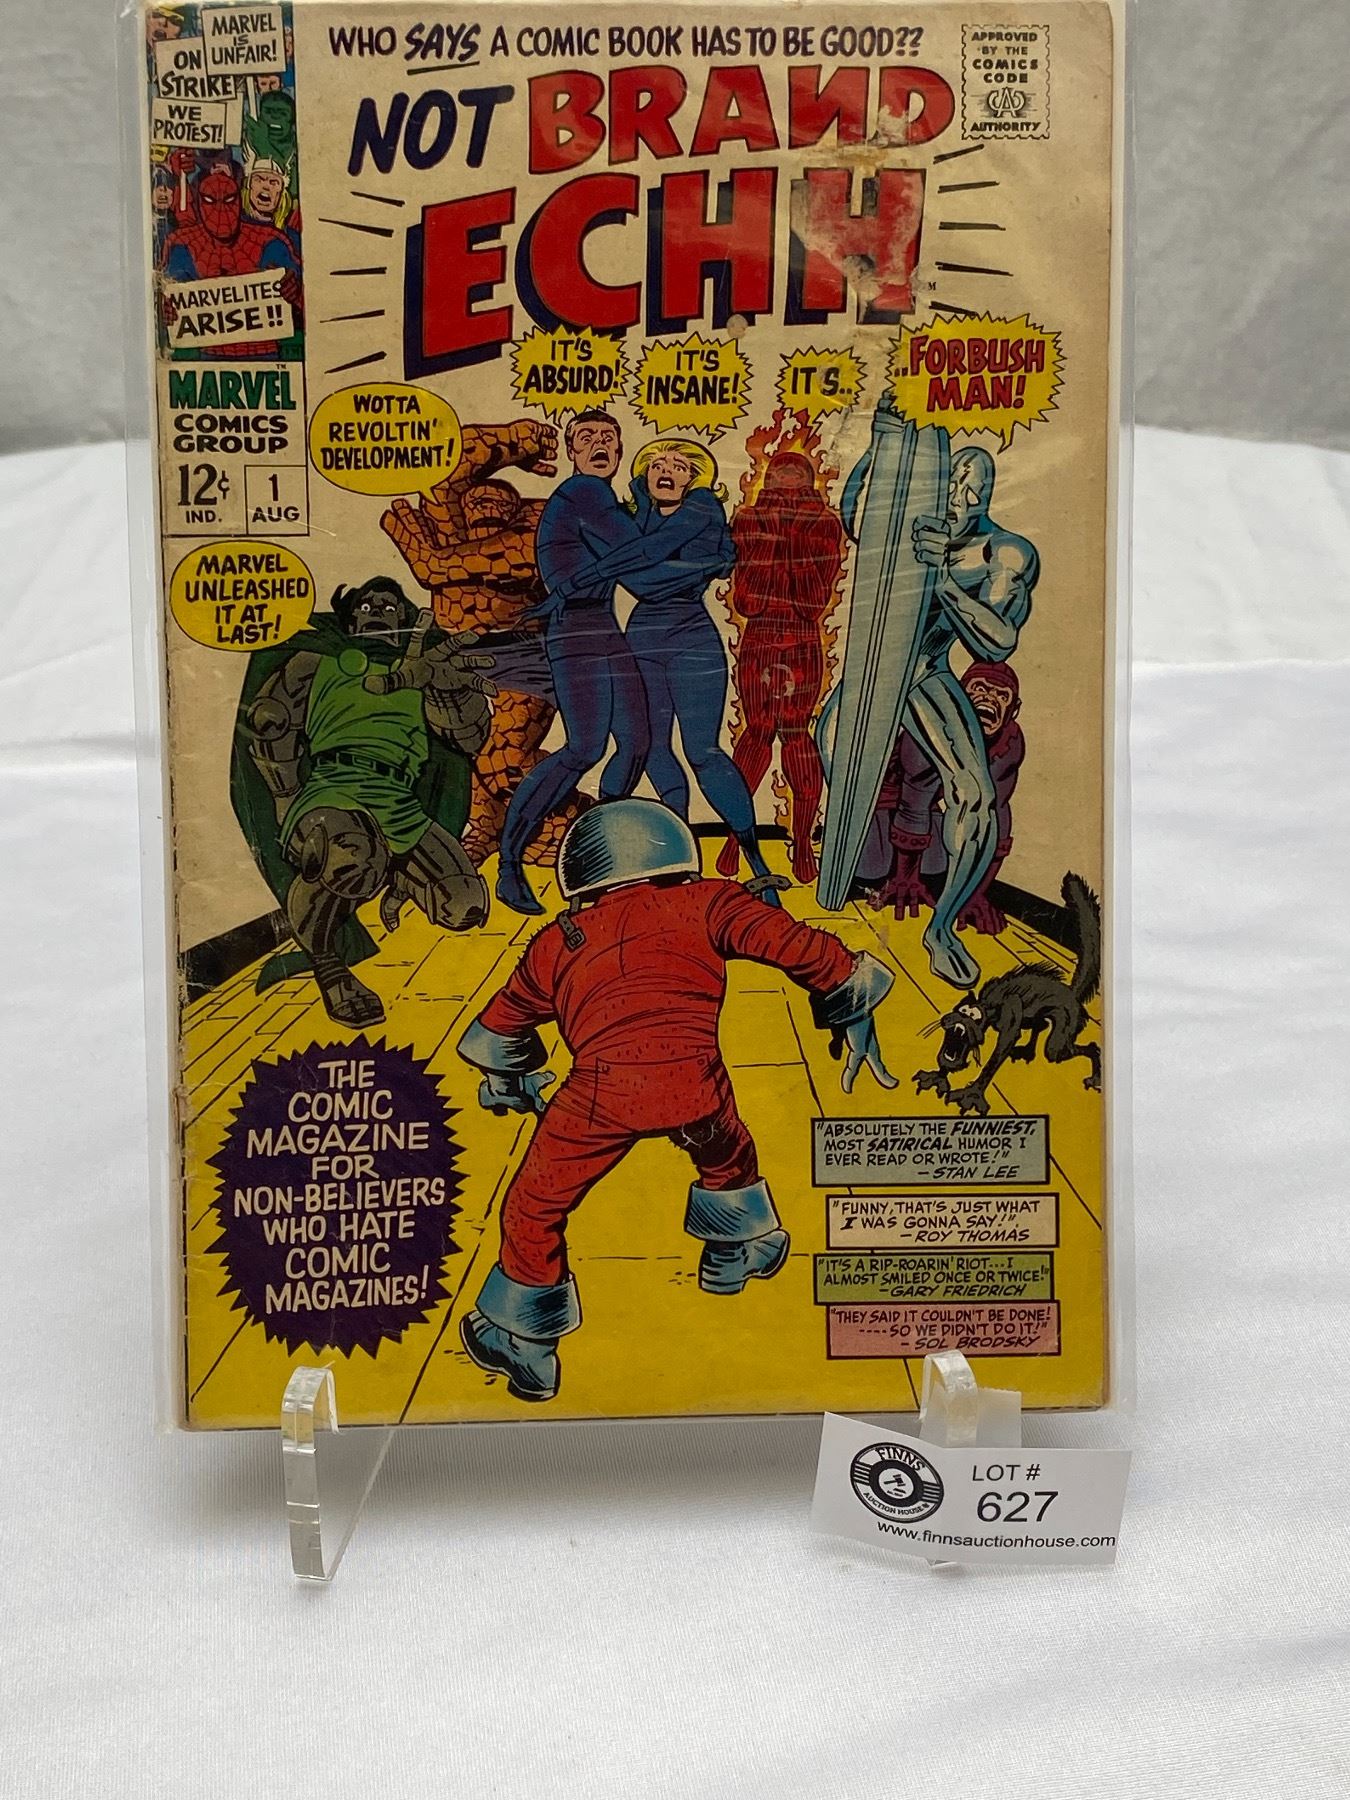 MARVEL
IS
UNFAIR!
ON
STRIKE
WE
PROTEST!
MARVELITES
ARISE!!
MARVEL
COMICS
GROUP
12¢
IND.
1
AUG
WHO SAYS A COMIC BOOK HAS TO BE GOOD??
NOT BRAND
ECHH
APPROVED
BY THE
COMICS
CODE
AUTHORITY
WOTTA
REVOLTIN'
DEVELOPMENT!
IT'S
ABSURD!
IT'S
INSANE!
IT'S..
..FORBUSH
MAN!
MARVEL
UNLEASHED
IT AT
LAST!
THE
COMIC
MAGAZINE
FOR
NON-BELIEVERS
WHO HATE
COMIC
MAGAZINES!
"ABSOLUTELY THE FUNNIEST,
MOST SATIRICAL HUMOR I
EVER READ OR WROTE!"
- STAN LEE
"FUNNY, THAT'S JUST WHAT
I WAS GONNA SAY!"
- ROY THOMAS
"IT'S A RIP-ROARIN' RIOT---I
ALMOST SMILED ONCE OR TWICE!"
- GARY FRIEDRICH
"THEY SAID IT COULDN'T BE DONE!
----SO WE DIDN'T DO IT!"
- SOL BRODSKY
FINNS
AUCTION HOUSE
LOT #
627
www.finnsauctionhouse.com